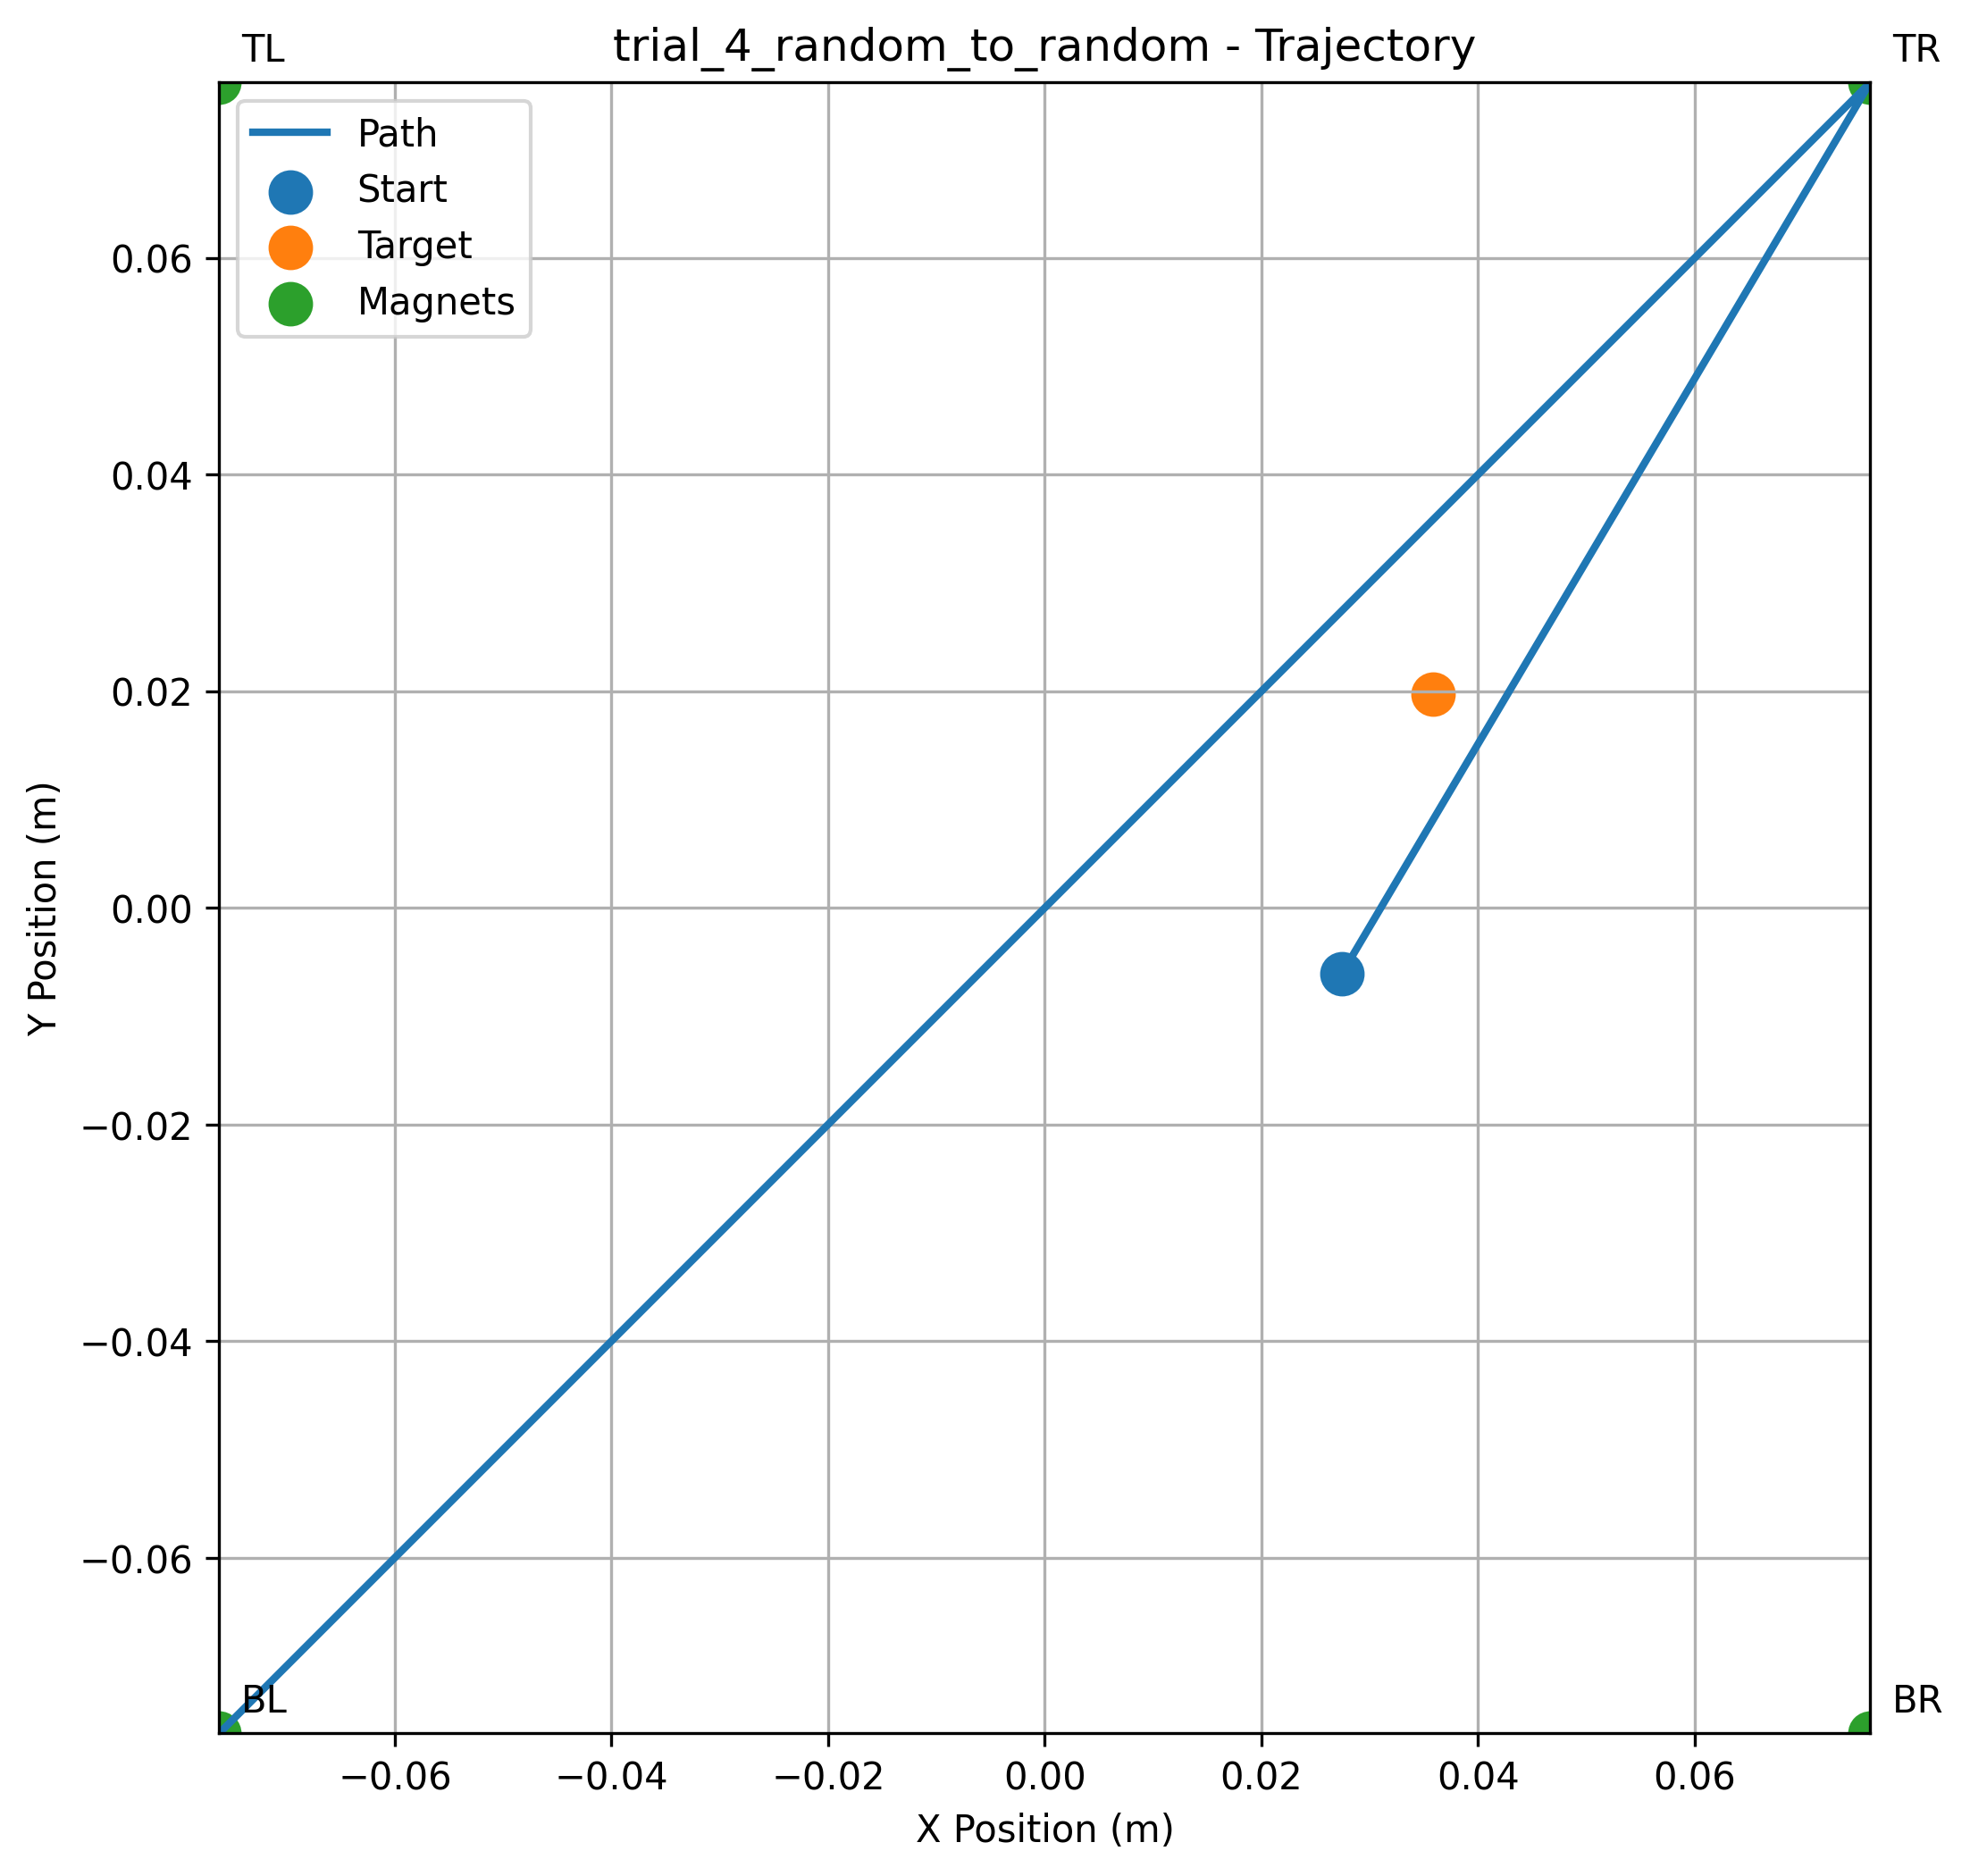 TL
trial_4_random_to_random - Trajectory
TR
Path
Start
Target
Magnets
0.06
0.04
0.02
0.00
−0.02
−0.04
−0.06
Y Position (m)
BL
BR
−0.06
−0.04
−0.02
0.00
0.02
0.04
0.06
X Position (m)